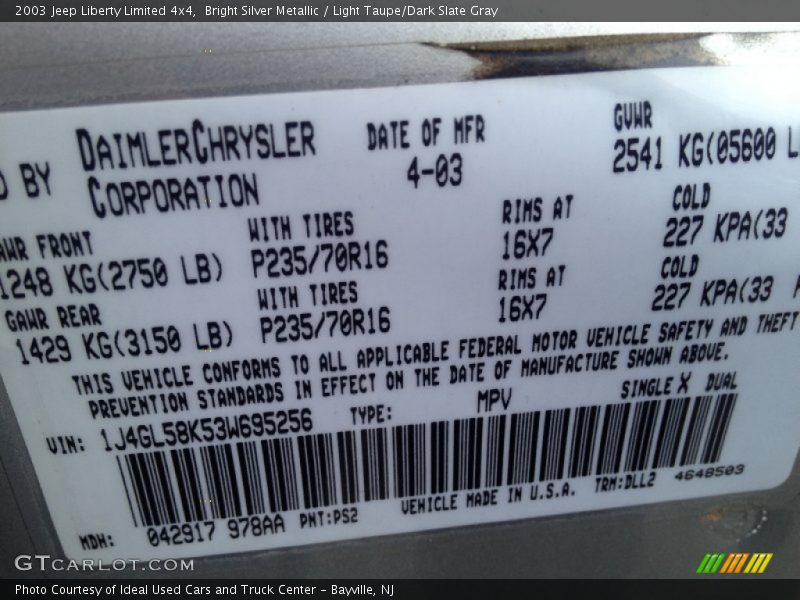 2003 Jeep Liberty Limited 4x4, Bright Silver Metallic / Light Taupe/Dark Slate Gray
BY DAIMLERCHRYSLER CORPORATION
DATE OF MFR 4-03
GVWR 2541 KG(05600 L
GAWR FRONT 1248 KG(2750 LB)
WITH TIRES P235/70R16
RIMS AT 16X7
COLD 227 KPA(33
GAWR REAR 1429 KG(3150 LB)
WITH TIRES P235/70R16
RIMS AT 16X7
COLD 227 KPA(33 P
THIS VEHICLE CONFORMS TO ALL APPLICABLE FEDERAL MOTOR VEHICLE SAFETY AND THEFT
PREVENTION STANDARDS IN EFFECT ON THE DATE OF MANUFACTURE SHOWN ABOVE.
VIN: 1J4GL58K53W695256 TYPE: MPV SINGLE X DUAL
MDH: 042917 978AA PNT:PS2 VEHICLE MADE IN U.S.A. TRM:DLL2 4648503
GTCARLOT.COM
Photo Courtesy of Ideal Used Cars and Truck Center - Bayville, NJ